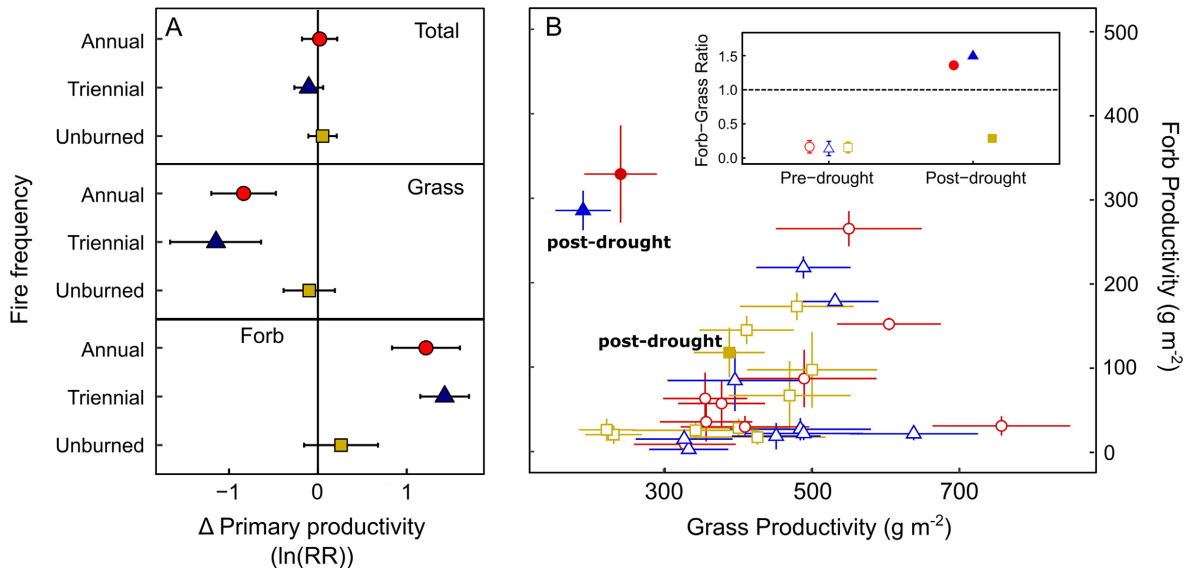 A
Total
Annual
Triennial
Unburned
Grass
Annual
Triennial
Unburned
Forb
Annual
Triennial
Unburned
Fire frequency
−1
0
1
Δ Primary productivity
(ln(RR))
B
Forb−Grass Ratio
1.5
1.0
0.5
0.0
Pre−drought
Post−drought
post-drought
post-drought
500
400
300
200
100
0
Forb Productivity (g m-2)
300
500
700
Grass Productivity (g m-2)